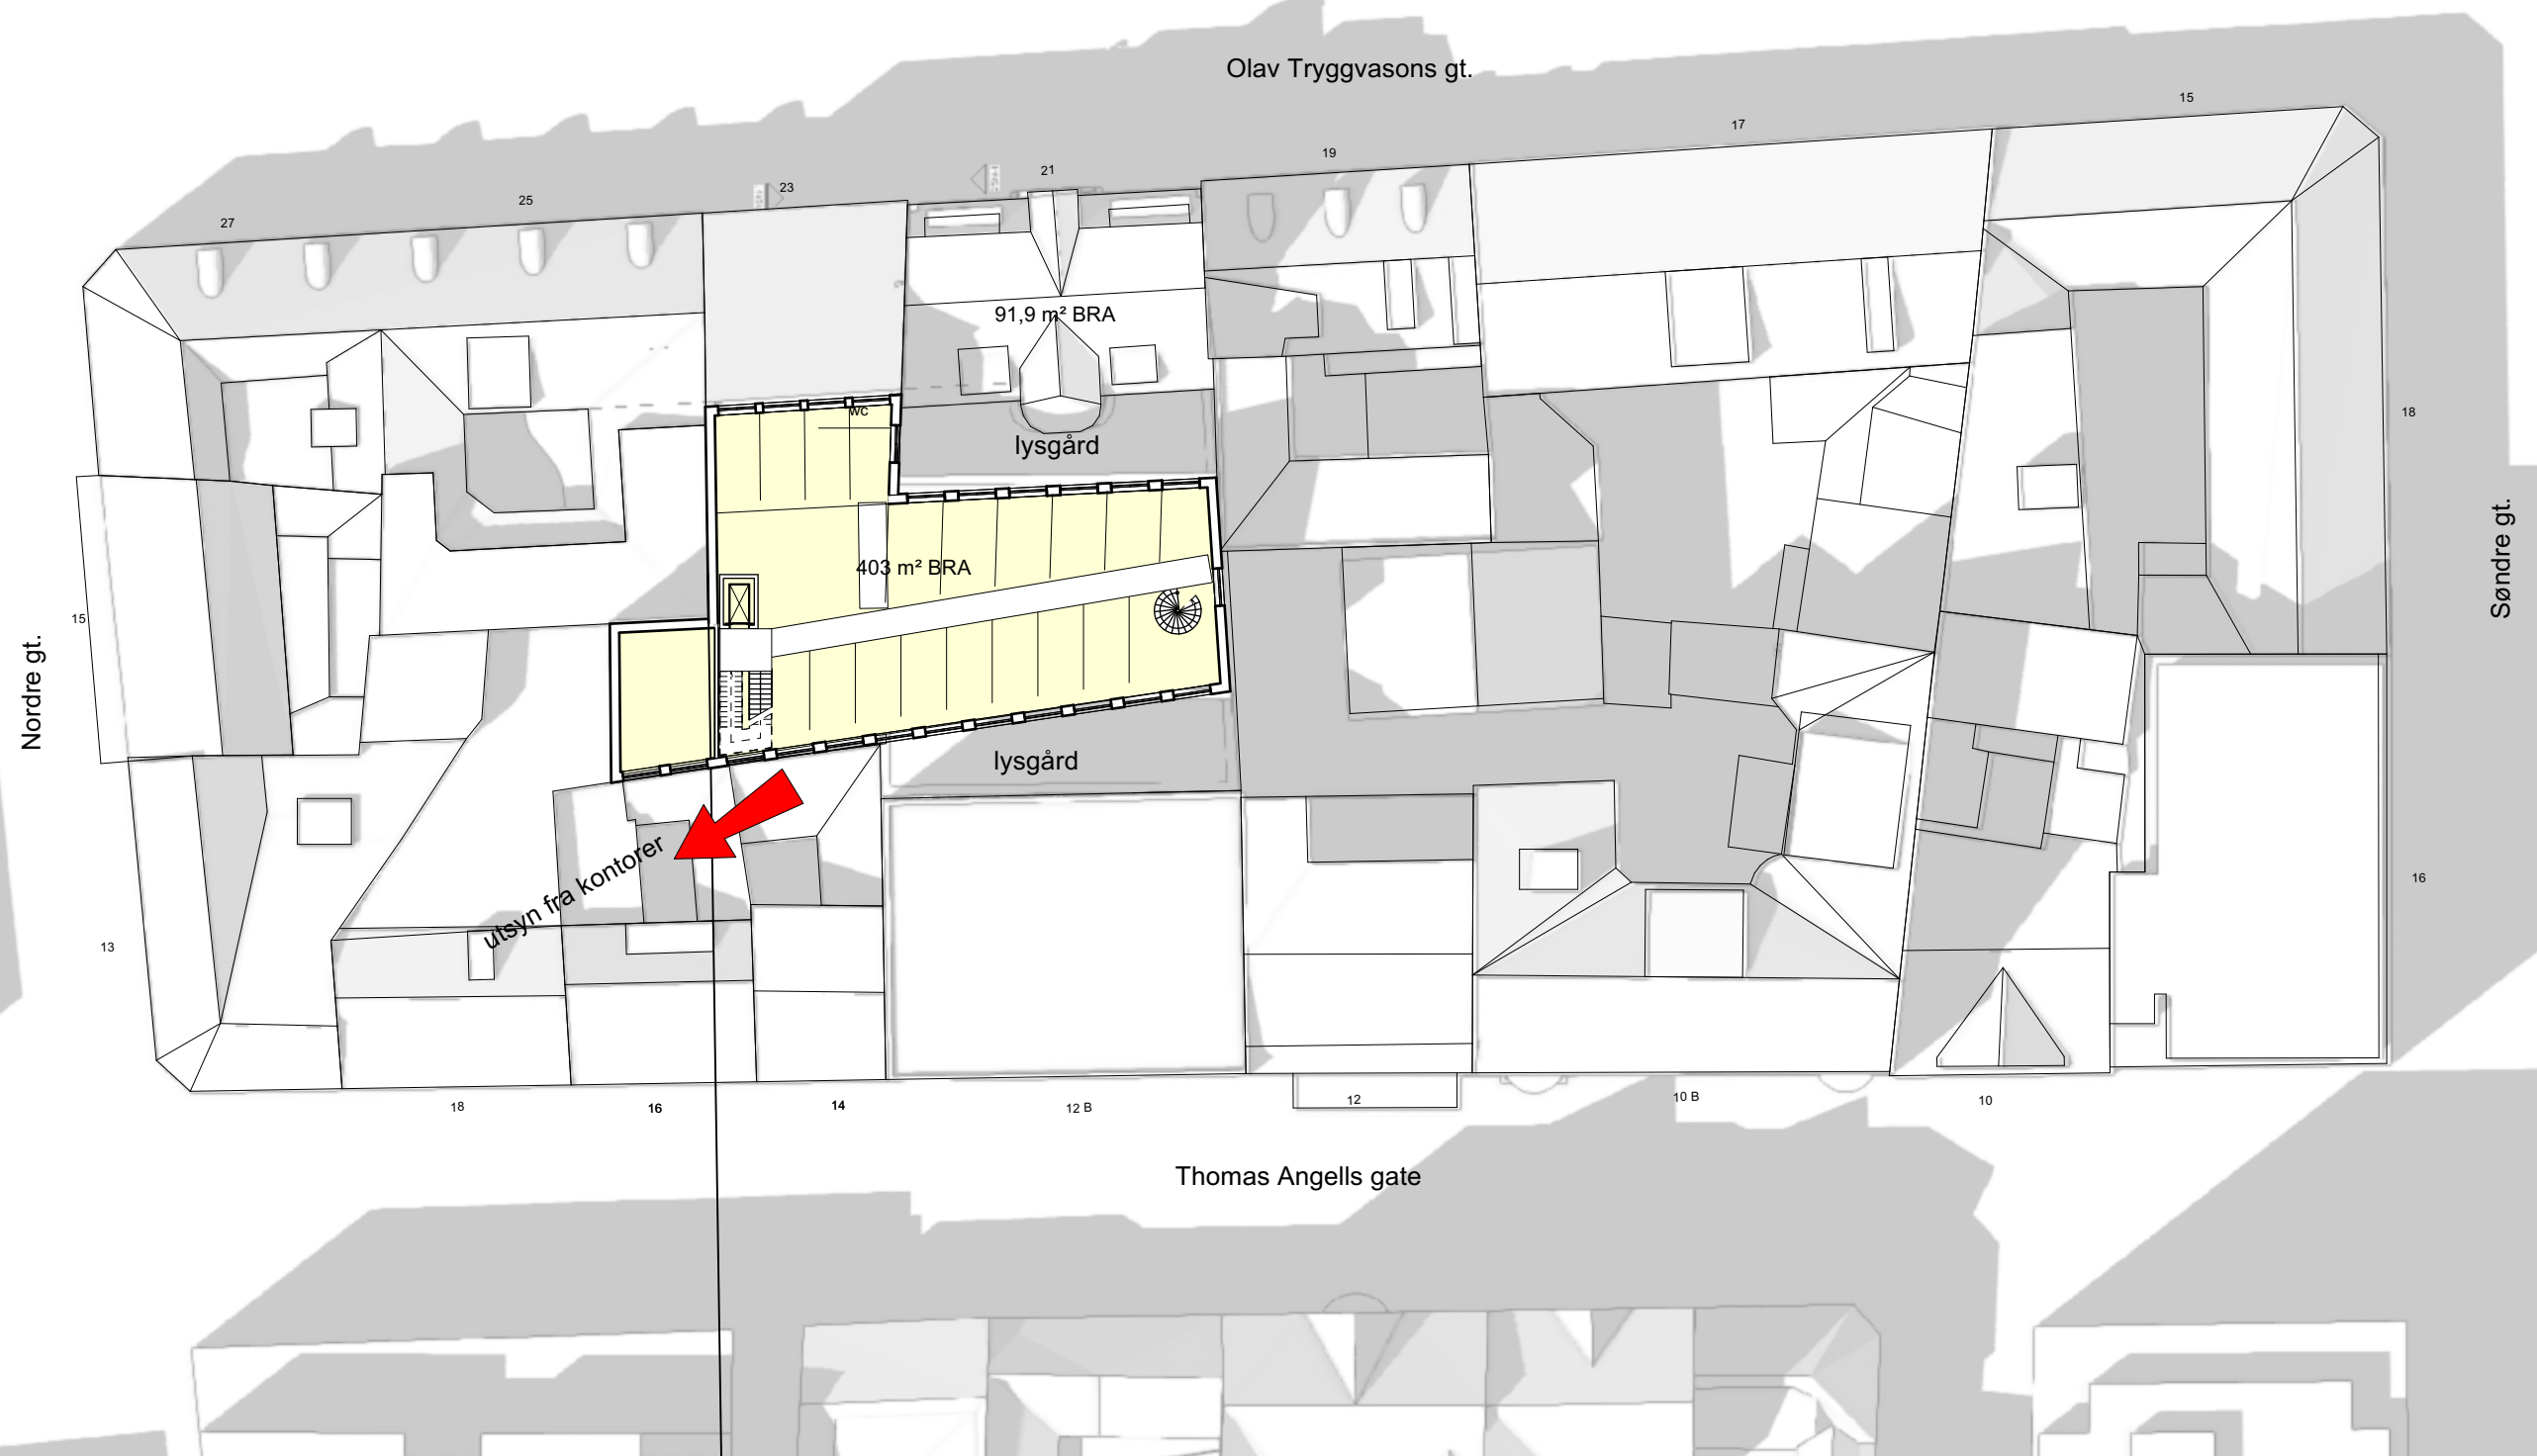 Olav Tryggvasons gt.
15
17
19
21
23
25
27
91,9 m² BRA
wc
lysgård
18
Søndre gt.
403 m² BRA
15
Nordre gt.
lysgård
utsyn fra kontorer
16
13
18
16
14
12 B
12
10 B
10
Thomas Angells gate